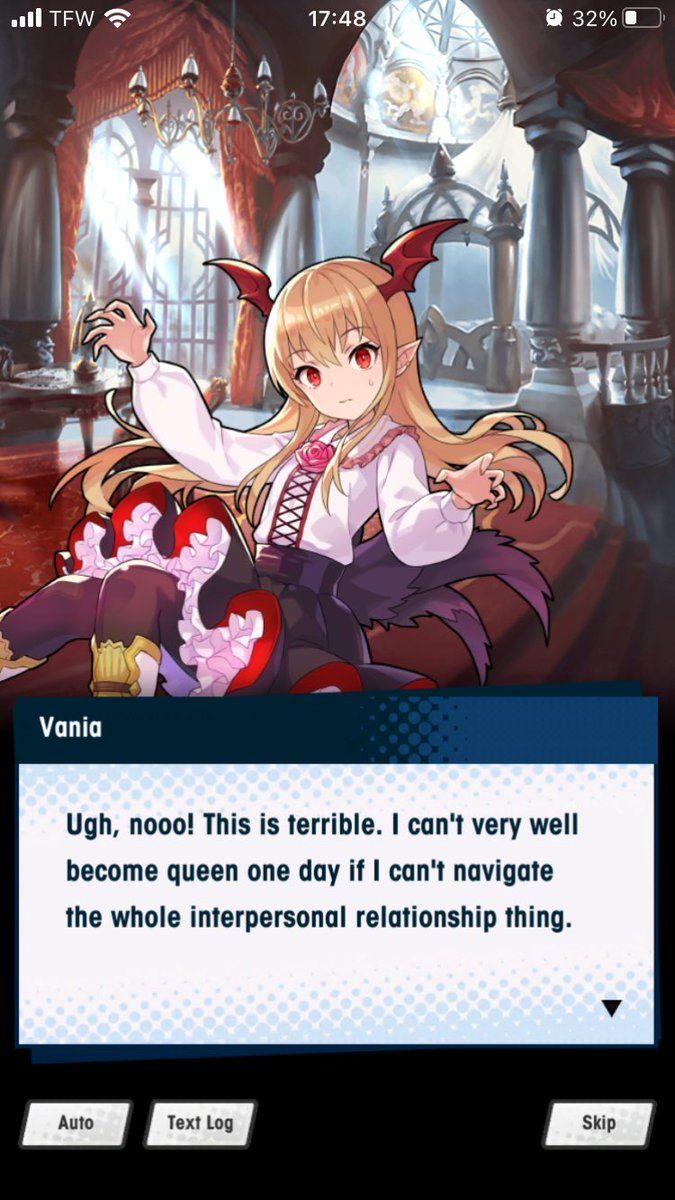 TFW 17:48 32%
Vania
Ugh, nooo! This is terrible. I can't very well
become queen one day if I can't navigate
the whole interpersonal relationship thing.
Auto Text Log Skip